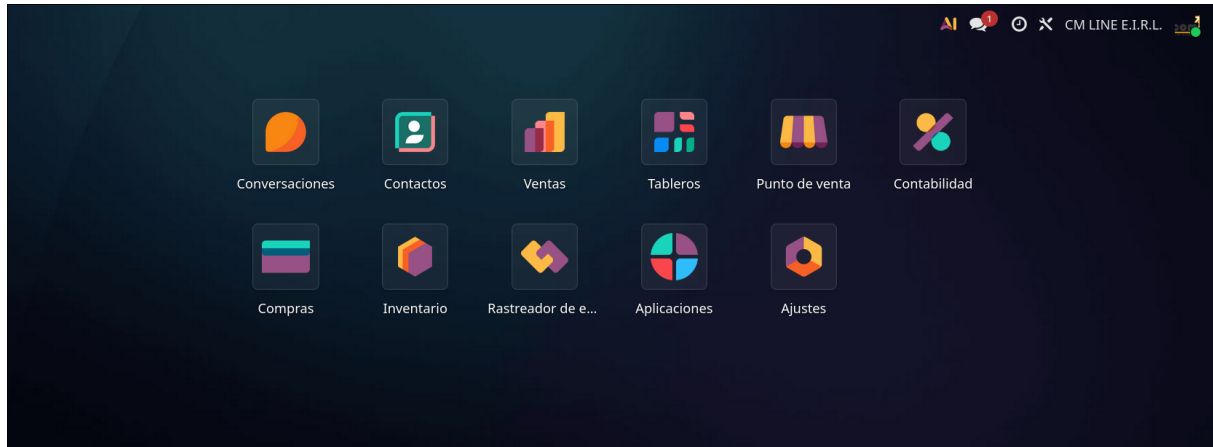 AI 1 CM LINE E.I.R.L.
Conversaciones Contactos Ventas Tableros Punto de venta Contabilidad
Compras Inventario Rastreador de e... Aplicaciones Ajustes